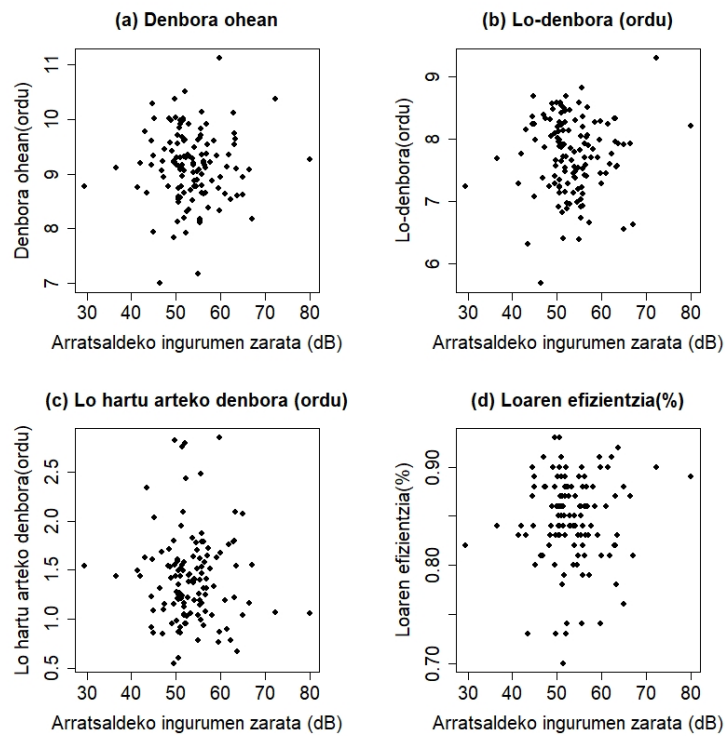 (a) Denbora ohean
Denbora ohean(ordu)
11
10
9
8
7
30 40 50 60 70 80
Arratsaldeko ingurumen zarata (dB)
(b) Lo-denbora (ordu)
Lo-denbora(ordu)
9
8
7
6
30 40 50 60 70 80
Arratsaldeko ingurumen zarata (dB)
(c) Lo hartu arteko denbora (ordu)
Lo hartu arteko denbora(ordu)
2.5
2.0
1.5
1.0
0.5
30 40 50 60 70 80
Arratsaldeko ingurumen zarata (dB)
(d) Loaren efizientzia(%)
Loaren efizientzia(%)
0.90
0.80
0.70
30 40 50 60 70 80
Arratsaldeko ingurumen zarata (dB)